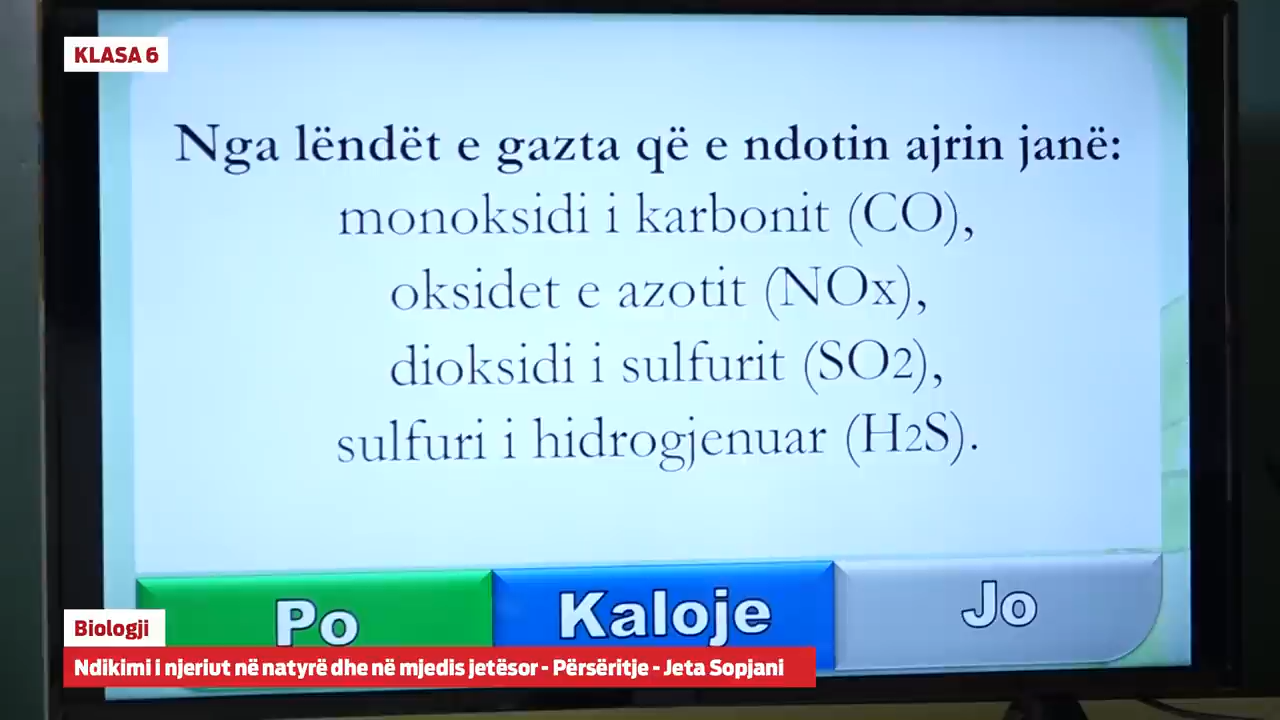 KLASA 6
Nga lëndët e gazta që e ndotin ajrin janë:
monoksidi i karbonit (CO),
oksidet e azotit (NOx),
dioksidi i sulfurit (SO2),
sulfuri i hidrogjenuar (H2S).
Po
Kaloje
Jo
Biologji
Ndikimi i njeriut në natyrë dhe në mjedis jetësor - Përsëritje - Jeta Sopjani